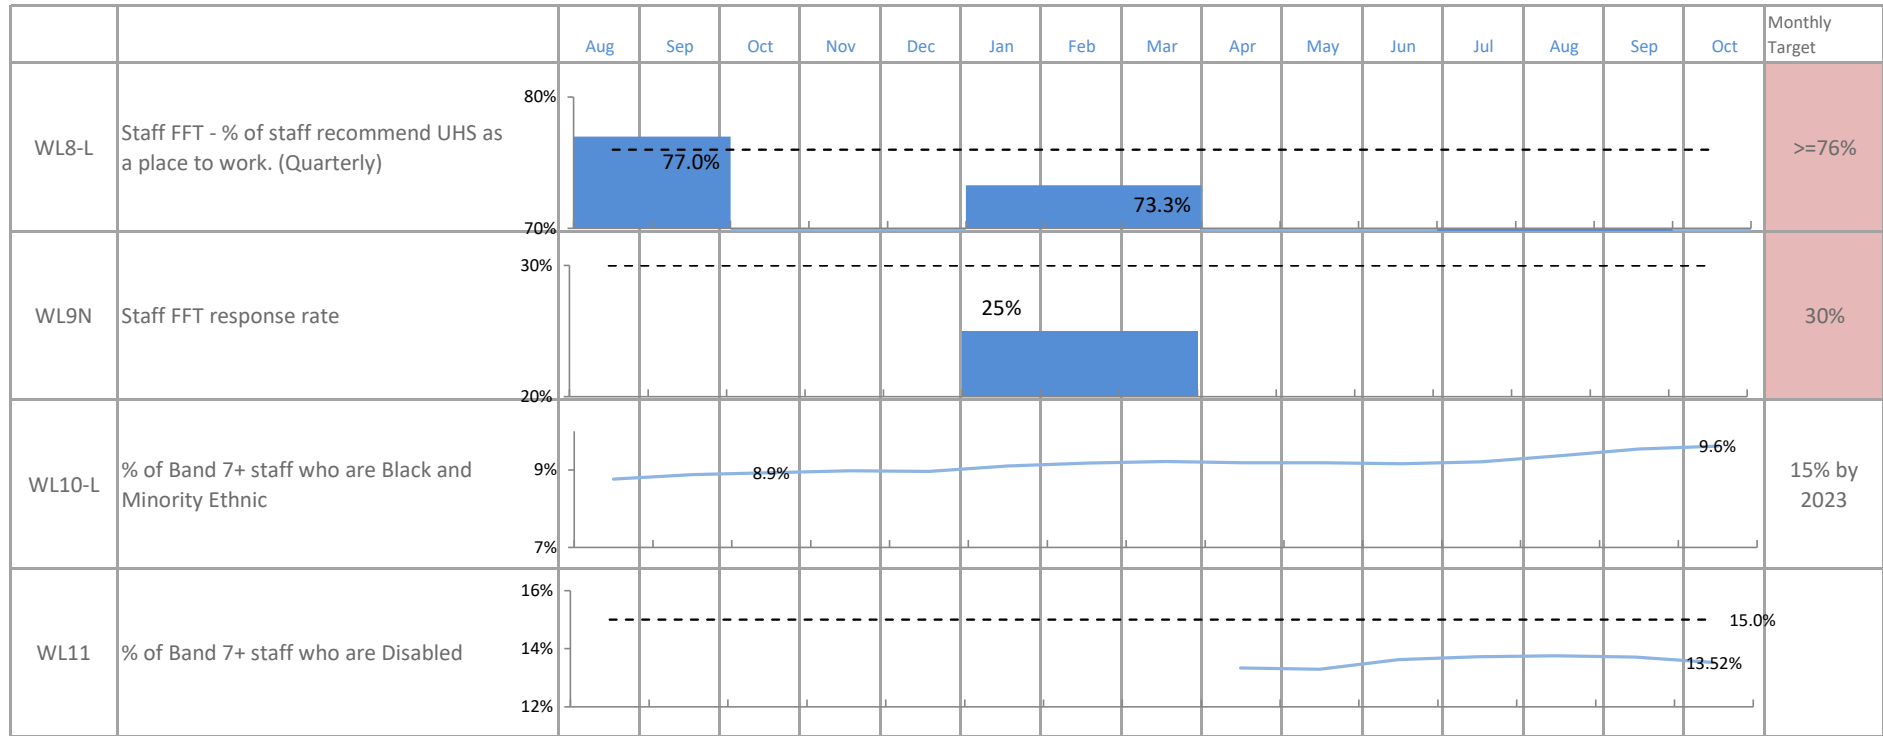 Monthly
Target
Aug Sep Oct Nov Dec Jan Feb Mar Apr May Jun Jul Aug Sep Oct
WL8-L
Staff FFT - % of staff recommend UHS as
a place to work. (Quarterly)
80%
70%
77.0%
73.3%
>=76%
WL9N
Staff FFT response rate
30%
20%
25%
30%
WL10-L
% of Band 7+ staff who are Black and
Minority Ethnic
9%
7%
8.9%
9.6%
15% by
2023
WL11
% of Band 7+ staff who are Disabled
16%
14%
12%
15.0%
13.52%